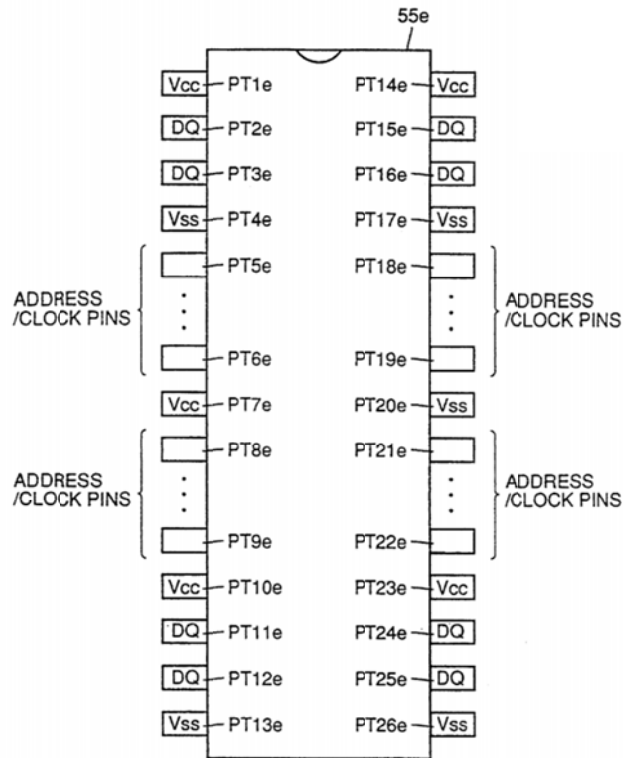 55e
Vcc PT1e PT14e Vcc
DQ PT2e PT15e DQ
DQ PT3e PT16e DQ
Vss PT4e PT17e Vss
PT5e PT18e
ADDRESS
/CLOCK PINS
ADDRESS
/CLOCK PINS
PT6e PT19e
Vcc PT7e PT20e Vss
PT8e PT21e
ADDRESS
/CLOCK PINS
ADDRESS
/CLOCK PINS
PT9e PT22e
Vcc PT10e PT23e Vcc
DQ PT11e PT24e DQ
DQ PT12e PT25e DQ
Vss PT13e PT26e Vss